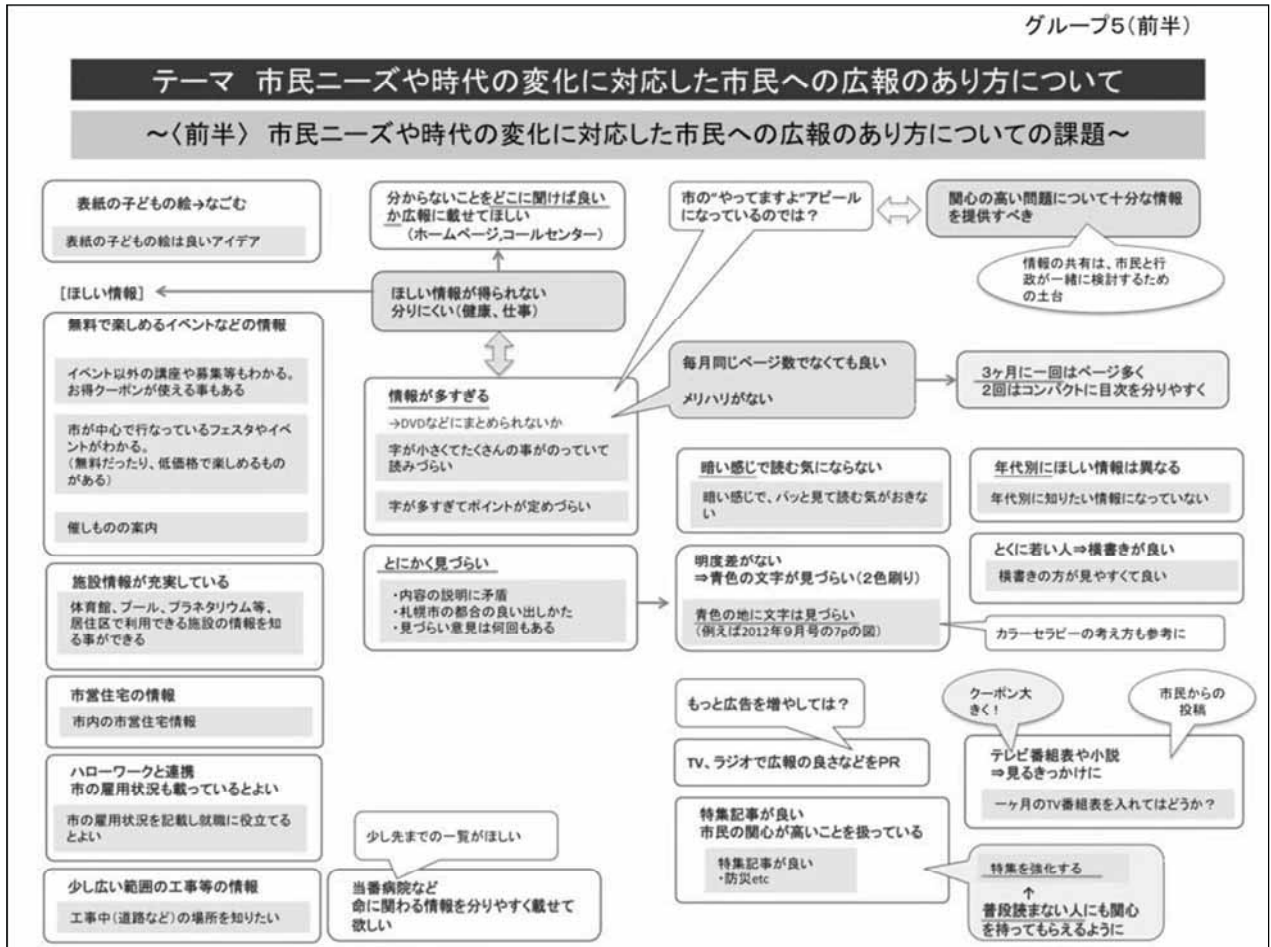 グループ5(前半)
テーマ 市民ニーズや時代の変化に対応した市民への広報のあり方について
～〈前半〉 市民ニーズや時代の変化に対応した市民への広報のあり方についての課題～
表紙の子どもの絵→なごむ
表紙の子どもの絵は良いアイデア
分からないことをどこに聞けば良い
か広報に載せてほしい
(ホームページ,コールセンター)
市の“やってますよ”アピール
になっているのでは?
関心の高い問題について十分な情報
を提供すべき
情報の共有は、市民と行
政が一緒に検討するため
の土台
[ほしい情報]
ほしい情報が得られない
分りにくい(健康、仕事)
無料で楽しめるイベントなどの情報
イベント以外の講座や募集等もわかる。
お得クーポンが使える事もある
市が中心で行なっているフェスタやイベ
ントがわかる。
(無料だったり、低価格で楽しめるもの
がある)
催しものの案内
情報が多すぎる
→DVDなどにまとめられないか
字が小さくてたくさんの事がのっていて
読みづらい
字が多すぎてポイントが定めづらい
毎月同じページ数でなくても良い
メリハリがない
3ヶ月に一回はページ多く
2回はコンパクトに目次を分りやすく
暗い感じで読む気にならない
暗い感じで、パッと見て読む気がおきな
い
年代別にほしい情報は異なる
年代別に知りたい情報になっていない
とにかく見づらい
・内容の説明に矛盾
・札幌市の都合の良い出しかた
・見づらい意見は何回もある
明度差がない
⇒青色の文字が見づらい(2色刷り)
青色の地に文字は見づらい
(例えば2012年9月号の7pの図)
とくに若い人⇒横書きが良い
横書きの方が見やすくて良い
カラーセラピーの考え方も参考に
施設情報が充実している
体育館、プール、プラネタリウム等、
居住区で利用できる施設の情報を知
る事ができる
市営住宅の情報
市内の市営住宅情報
ハローワークと連携
市の雇用状況も載っているとよい
市の雇用状況を記載し就職に役立てる
とよい
少し広い範囲の工事等の情報
工事中(道路など)の場所を知りたい
少し先までの一覧がほしい
当番病院など
命に関わる情報を分りやすく載せて
欲しい
もっと広告を増やしては?
TV、ラジオで広報の良さなどをPR
クーポン大
きく!
市民からの
投稿
テレビ番組表や小説
⇒見るきっかけに
一ヶ月のTV番組表を入れてはどうか?
特集記事が良い
市民の関心が高いことを扱っている
特集記事が良い
・防災etc
特集を強化する
↑
普段読まない人にも関心
を持ってもらえるように